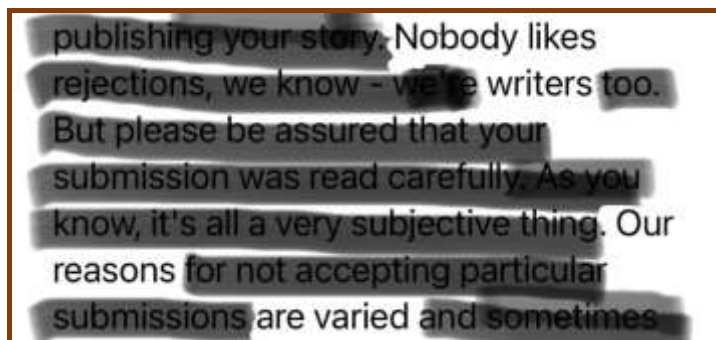 publishing your story. Nobody likes
rejections, we know - we're writers too.
But please be assured that your
submission was read carefully. As you
know, it's all a very subjective thing. Our
reasons for not accepting particular
submissions are varied and sometimes